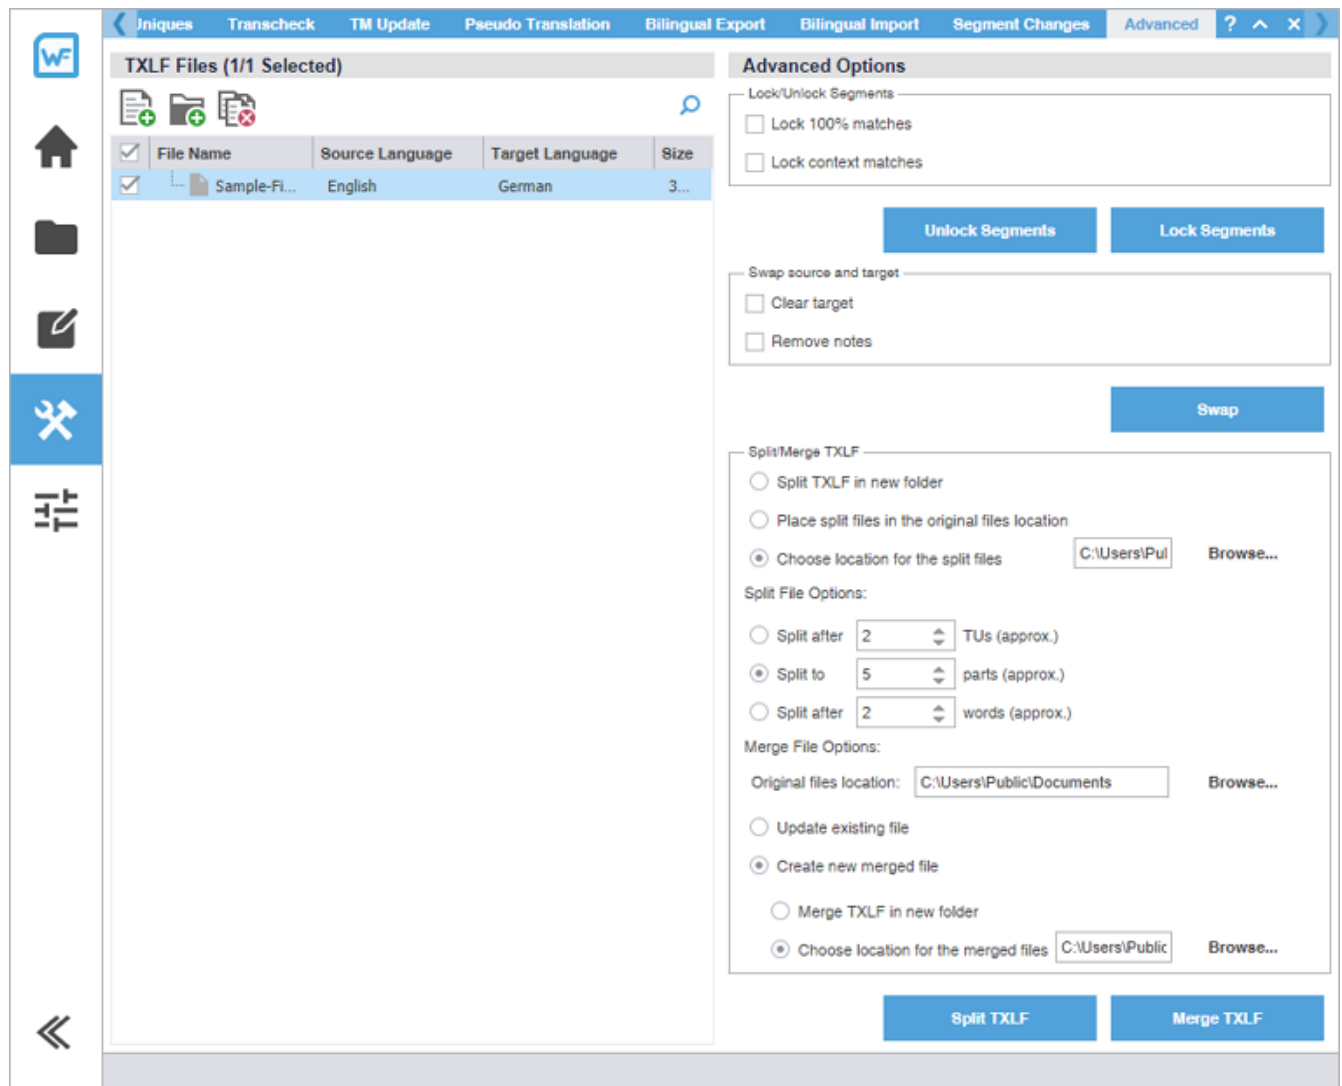 WF
Uniques Transcheck TM Update Pseudo Translation Bilingual Export Bilingual Import Segment Changes Advanced ?
TXLF Files (1/1 Selected)
File Name Source Language Target Language Size
Sample-Fi... English German 3...
Advanced Options
Lock/Unlock Segments
Lock 100% matches
Lock context matches
Unlock Segments Lock Segments
Swap source and target
Clear target
Remove notes
Swap
Split/Merge TXLF
Split TXLF in new folder
Place split files in the original files location
Choose location for the split files C:\Users\Pul Browse...
Split File Options:
Split after 2 TUs (approx.)
Split to 5 parts (approx.)
Split after 2 words (approx.)
Merge File Options:
Original files location: C:\Users\Public\Documents Browse...
Update existing file
Create new merged file
Merge TXLF in new folder
Choose location for the merged files C:\Users\Public Browse...
Split TXLF Merge TXLF